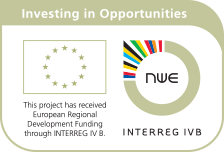 Investing in Opportunities
NWE
This project has received
European Regional
Development Funding
through INTERREG IV B.
INTERREG IVB